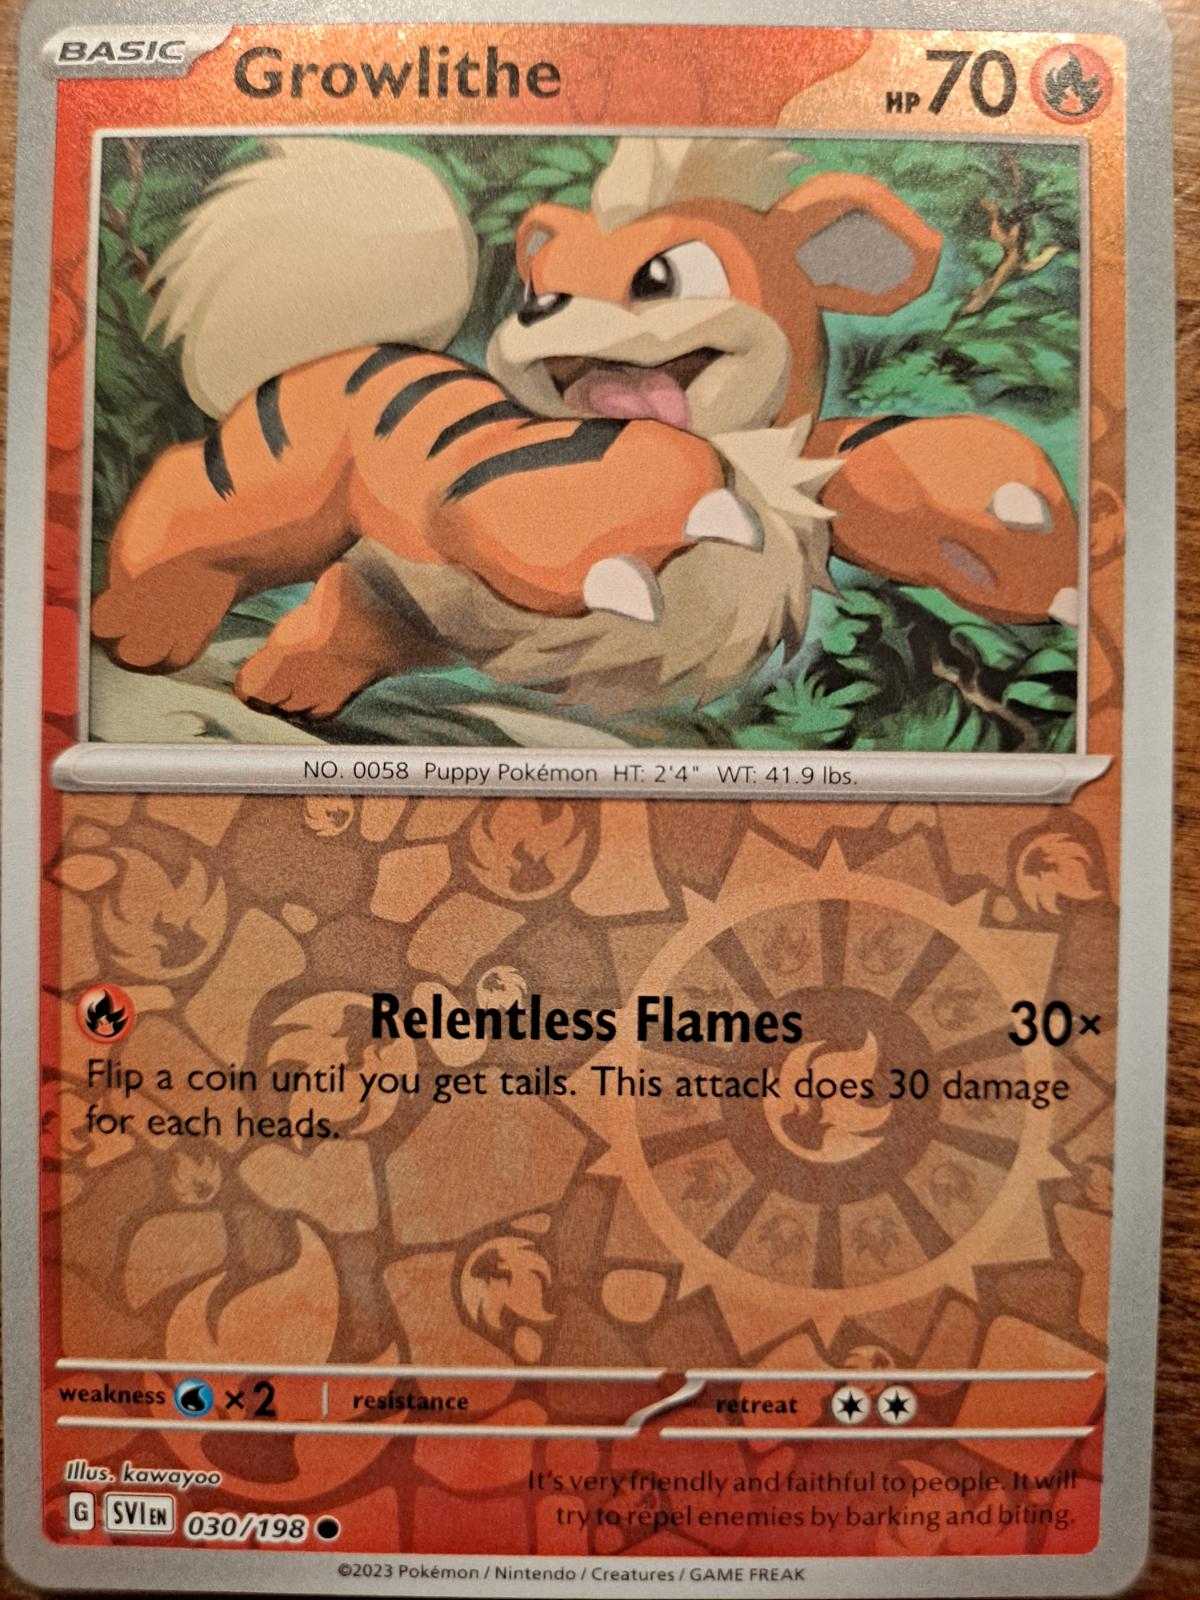 BASIC Growlithe HP 70
NO. 0058 Puppy Pokémon HT: 2'4" WT: 41.9 lbs.
Relentless Flames 30×
Flip a coin until you get tails. This attack does 30 damage
for each heads.
weakness ×2 resistance retreat
Illus. kawayoo
It's very friendly and faithful to people. It will
try to repel enemies by barking and biting.
G SVI EN 030/198
©2023 Pokémon / Nintendo / Creatures / GAME FREAK